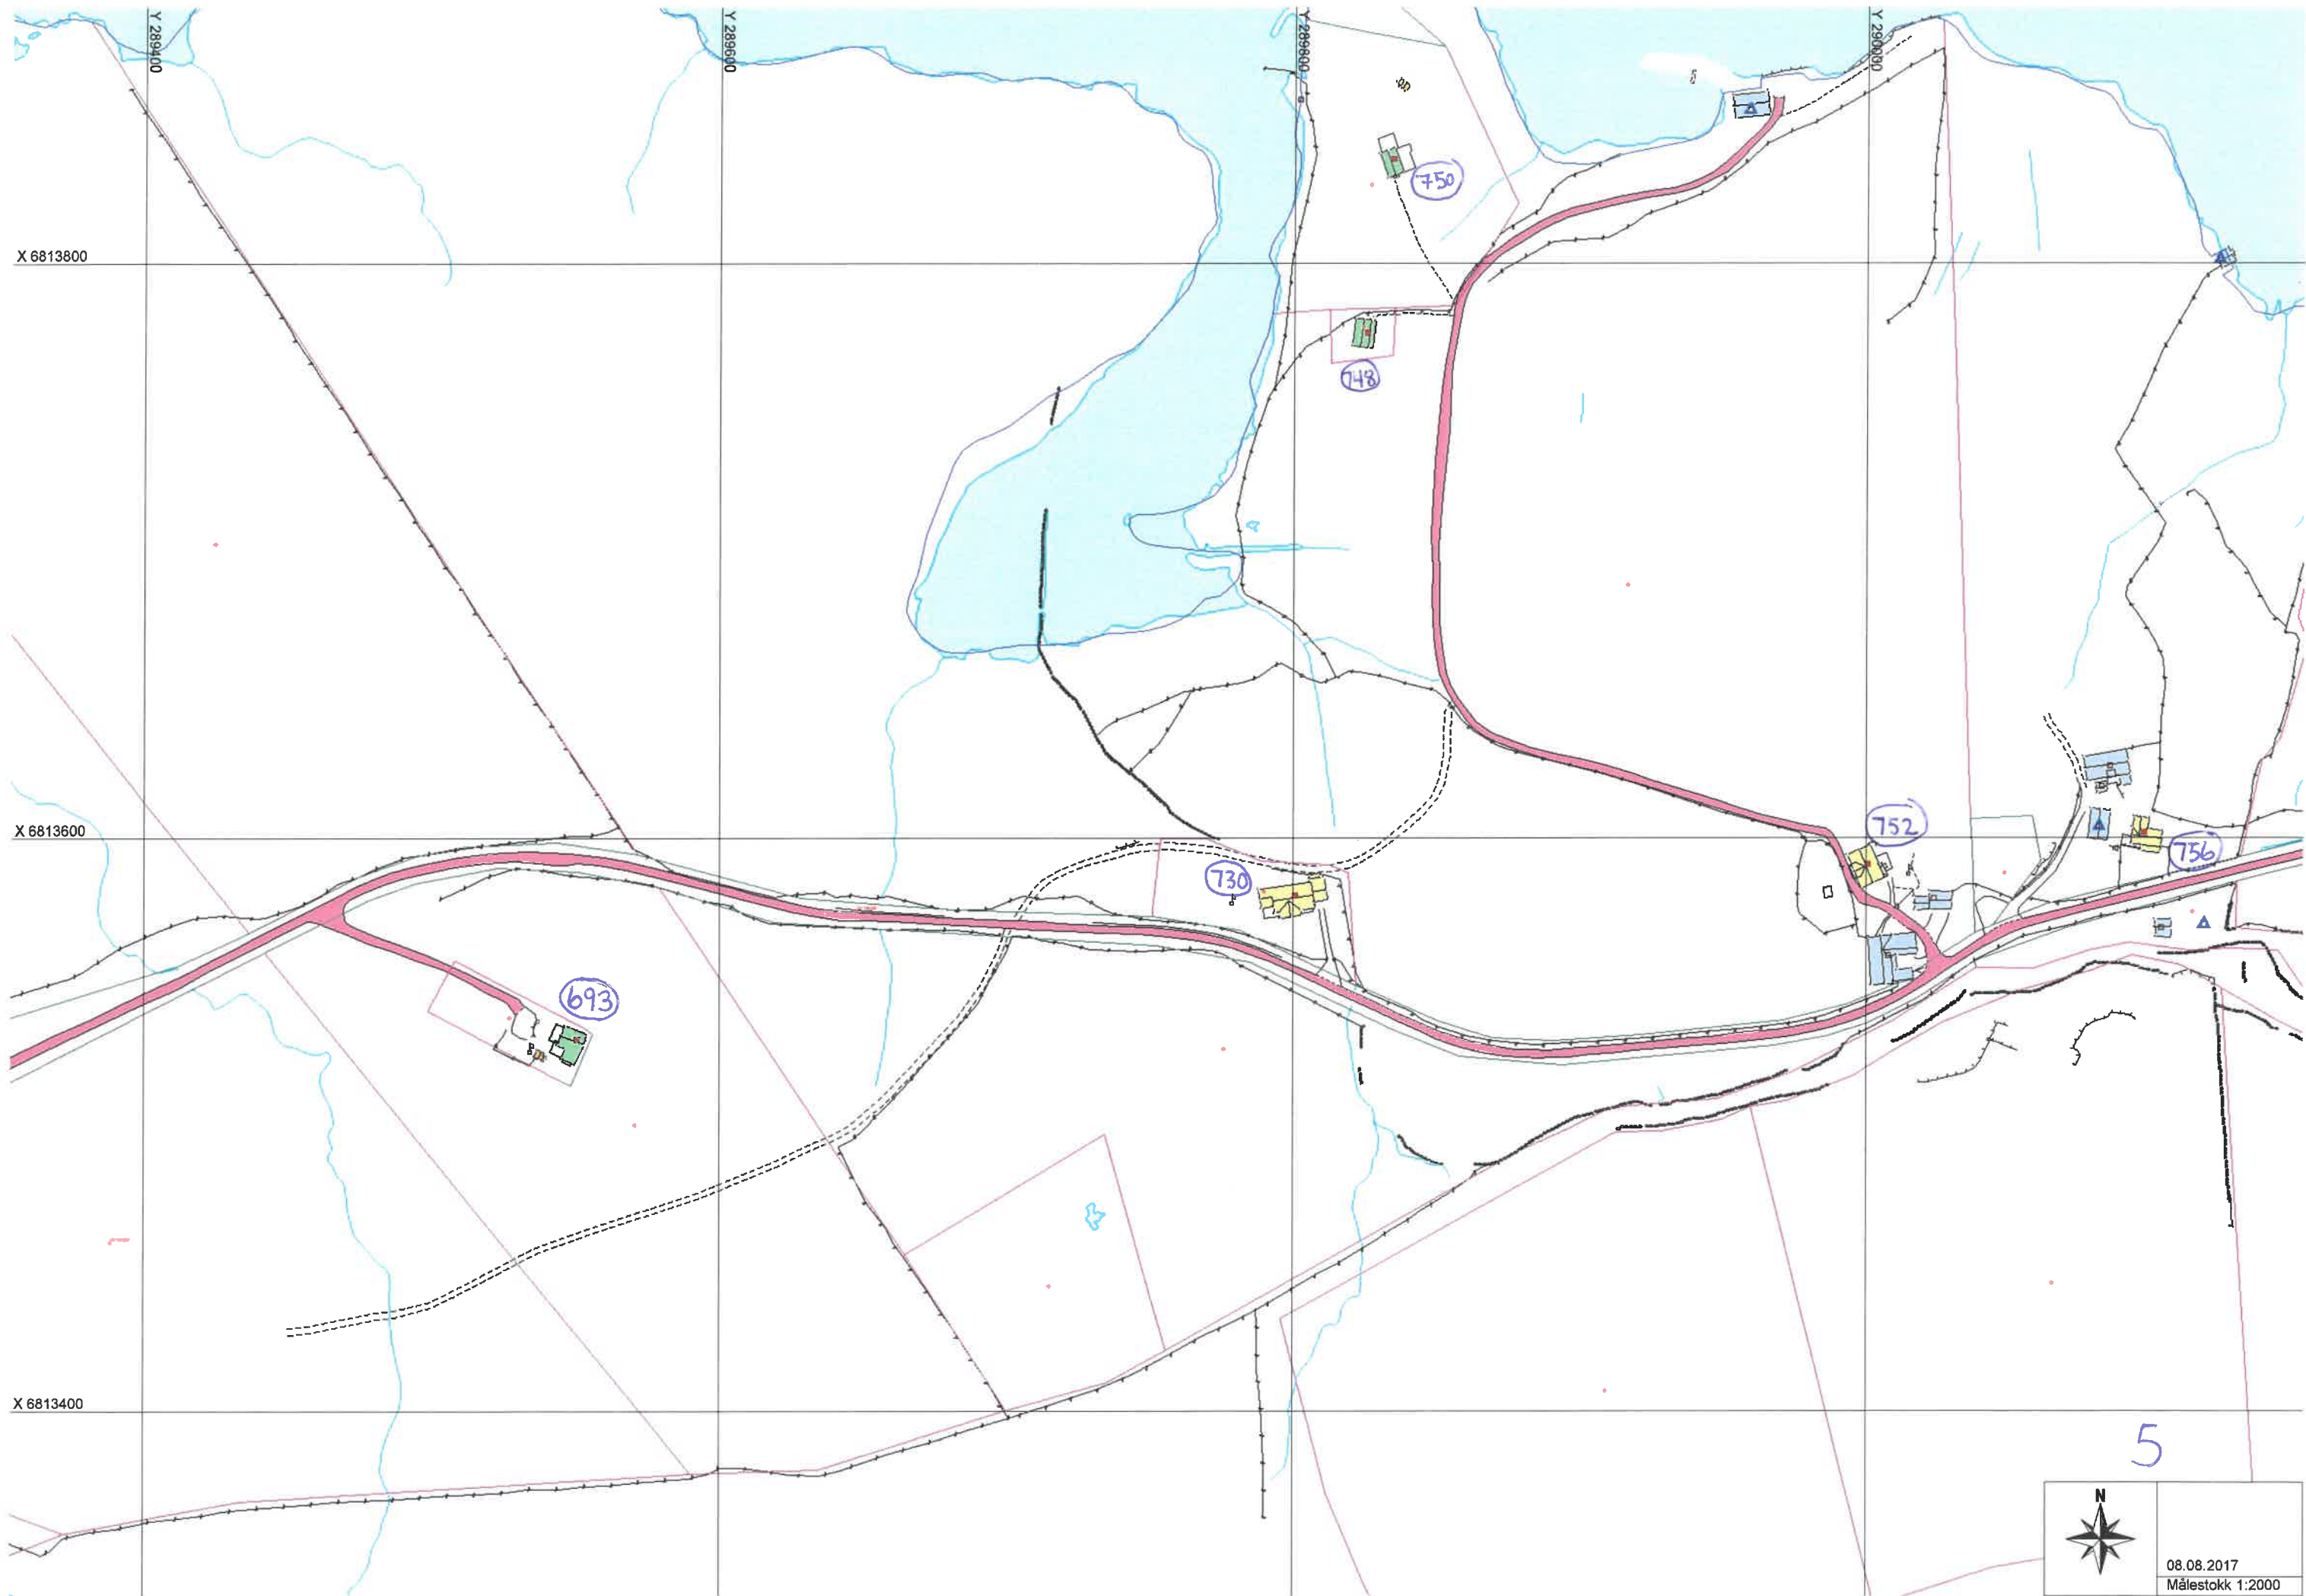 Y 289400
Y 289600
Y 289800
Y 290000
750
X 6813800
748
X 6813600
752
756
730
693
X 6813400
5
N
08.08.2017
Målestokk 1:2000